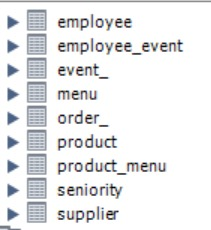 employee
employee_event
event_
menu
order_
product
product_menu
seniority
supplier